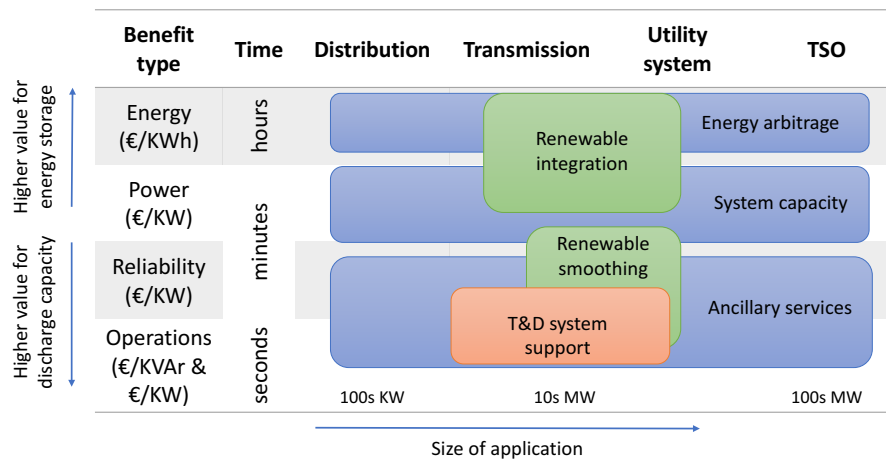 Benefit
type
Time
Distribution
Transmission
Utility
system
TSO
Higher value for
energy storage
Energy
(€/KWh)
hours
Renewable
integration
Energy arbitrage
Power
(€/KW)
minutes
System capacity
Higher value for
discharge capacity
Reliability
(€/KW)
Renewable
smoothing
Ancillary services
T&D system
support
Operations
(€/KVAr &
€/KW)
seconds
100s KW
10s MW
100s MW
Size of application